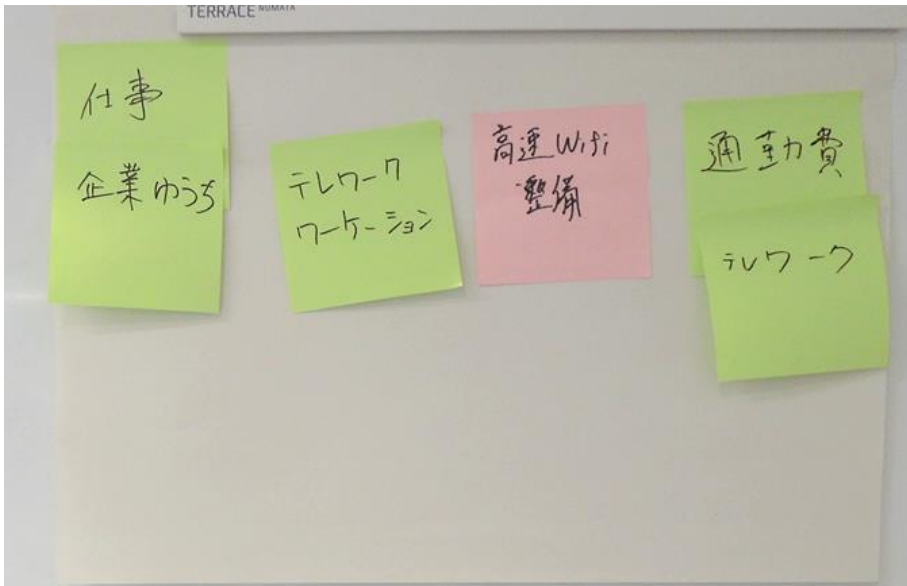 TERRACE NUMATA
仕事
企業ゆうち
テレワーク
ワーケーション
高速Wifi
整備
通勤費
テレワーク